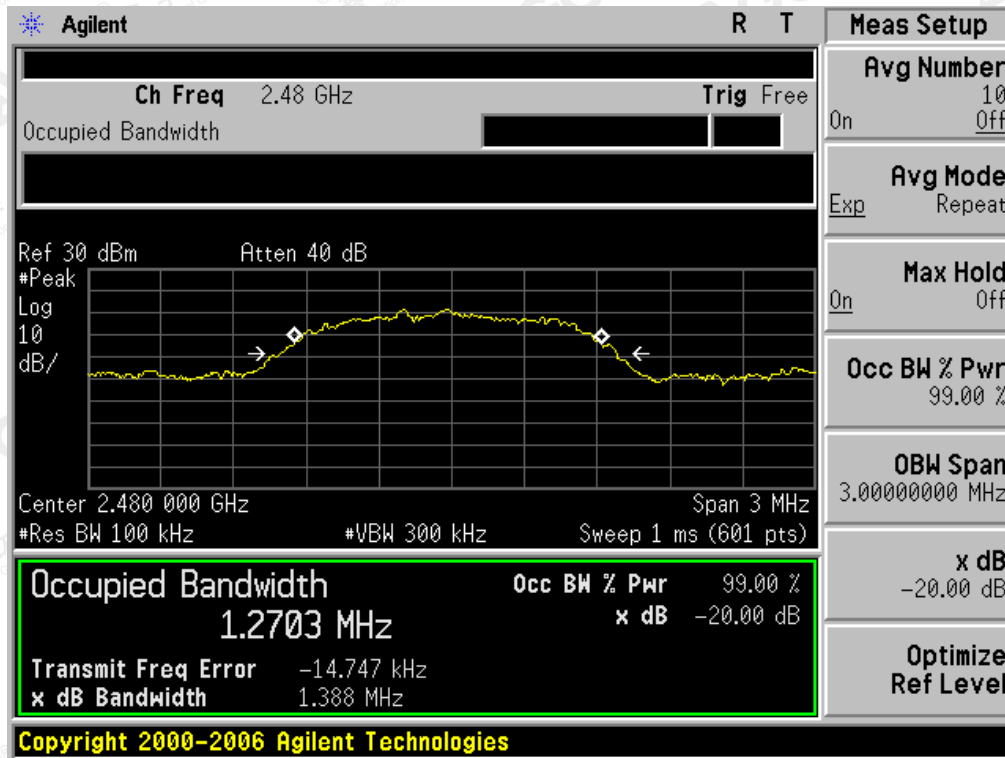 Agilent R T
Ch Freq 2.48 GHz Trig Free
Occupied Bandwidth
Ref 30 dBm Atten 40 dB
#Peak
Log
10
dB/
Center 2.480 000 GHz Span 3 MHz
#Res BW 100 kHz #VBW 300 kHz Sweep 1 ms (601 pts)
Occupied Bandwidth Occ BW % Pwr 99.00 %
1.2703 MHz x dB -20.00 dB
Transmit Freq Error -14.747 kHz
x dB Bandwidth 1.388 MHz
Copyright 2000-2006 Agilent Technologies
Meas Setup
Avg Number
10
On Off
Avg Mode
Exp Repeat
Max Hold
On Off
Occ BW % Pwr
99.00 %
OBW Span
3.00000000 MHz
x dB
-20.00 dB
Optimize
Ref Level